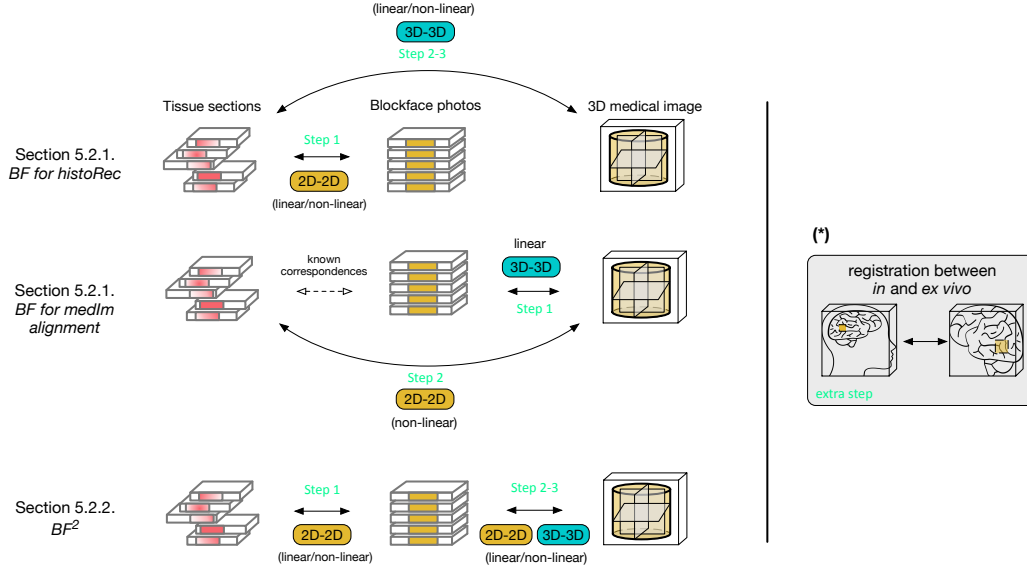 (linear/non-linear)
3D-3D
Step 2-3
Tissue sections
Blockface photos
3D medical image
Section 5.2.1.
BF for histoRec
Step 1
2D-2D
(linear/non-linear)
Section 5.2.1.
BF for medIm
alignment
known
correspondences
linear
3D-3D
Step 1
Step 2
2D-2D
(non-linear)
Section 5.2.2.
BF²
Step 1
2D-2D
(linear/non-linear)
Step 2-3
2D-2D 3D-3D
(linear/non-linear)
(*)
registration between
in and ex vivo
extra step